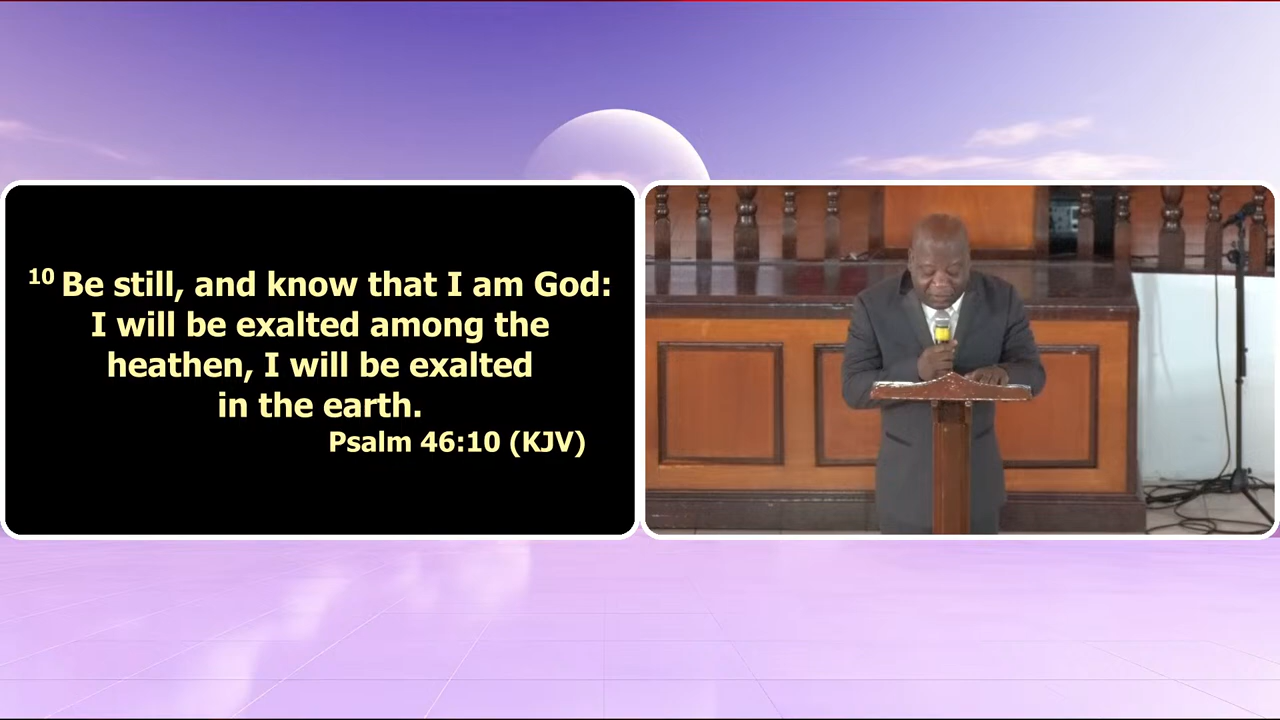 10 Be still, and know that I am God:
I will be exalted among the
heathen, I will be exalted
in the earth.
Psalm 46:10 (KJV)